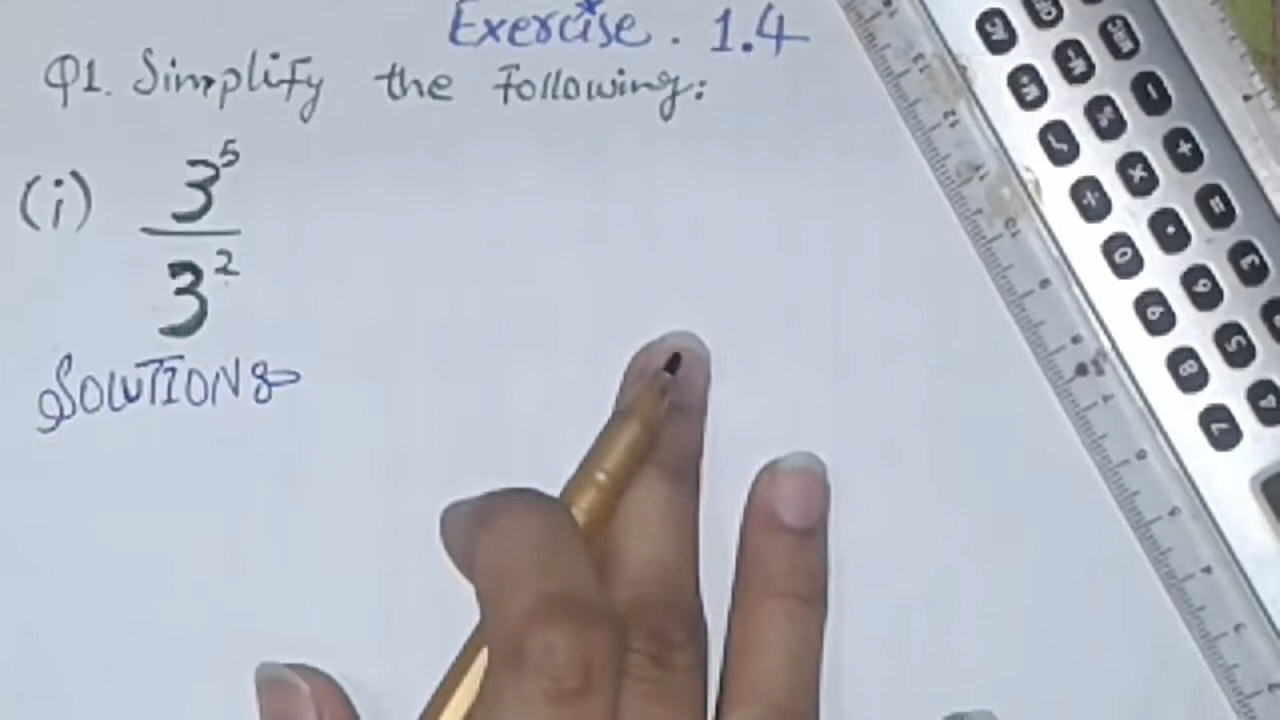 Exercise. 1.4
Q1. Simplify the following:
(i) 3^5
3^2
SOLUTION: